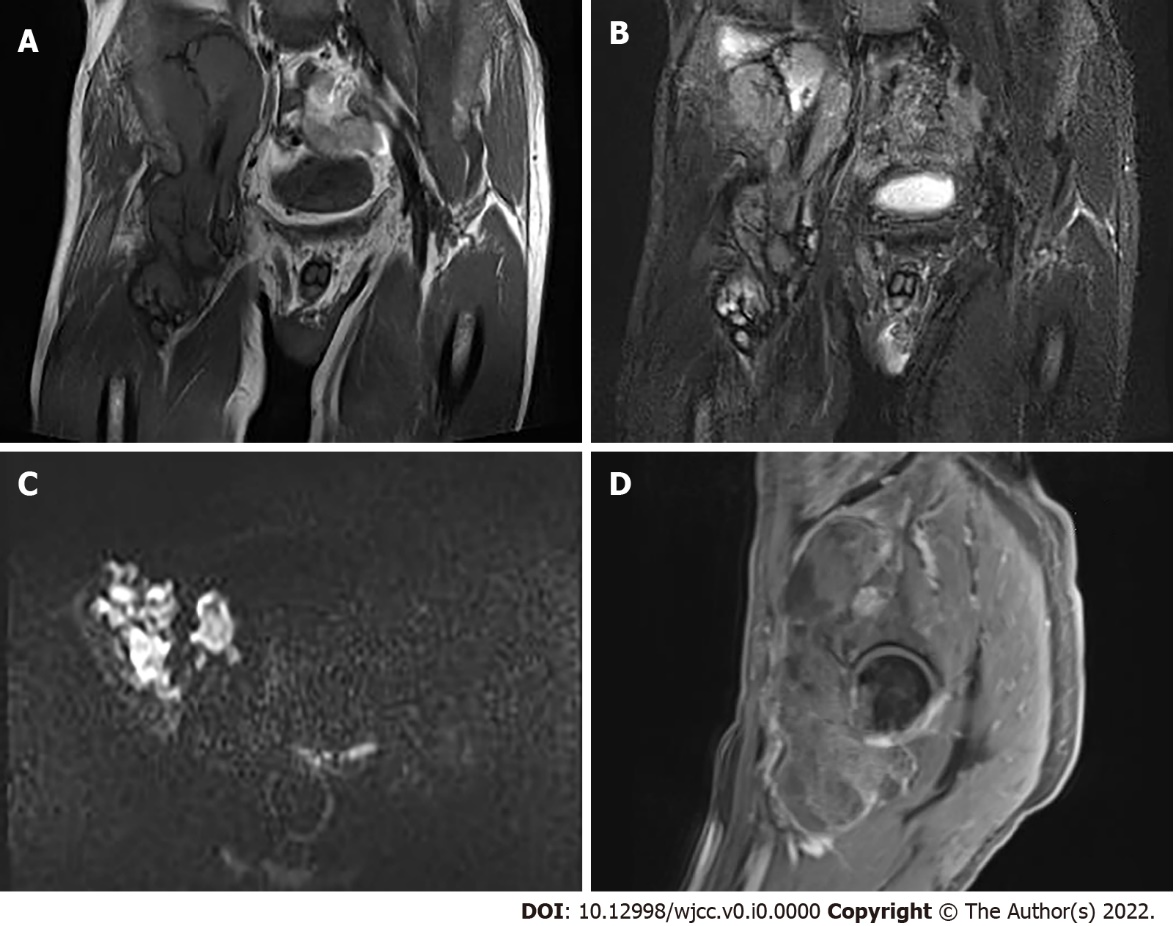 A
B
C
D
DOI: 10.12998/wjcc.v0.i0.0000 Copyright © The Author(s) 2022.